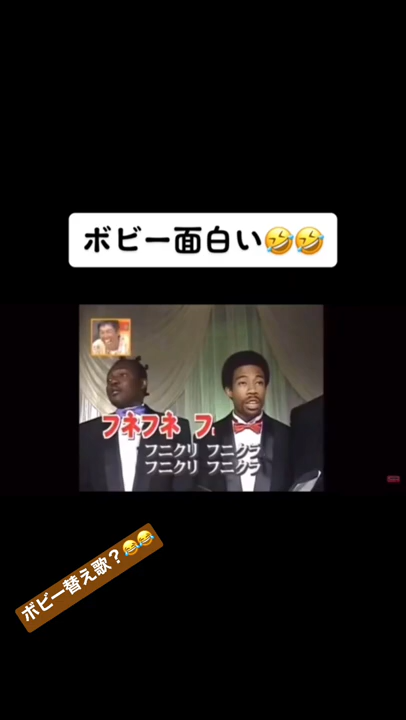 ボビー面白い🤣🤣
フネフネ フ
フニクリ フニクラ
フニクリ フニクラ
ボビー替え歌？😂😂